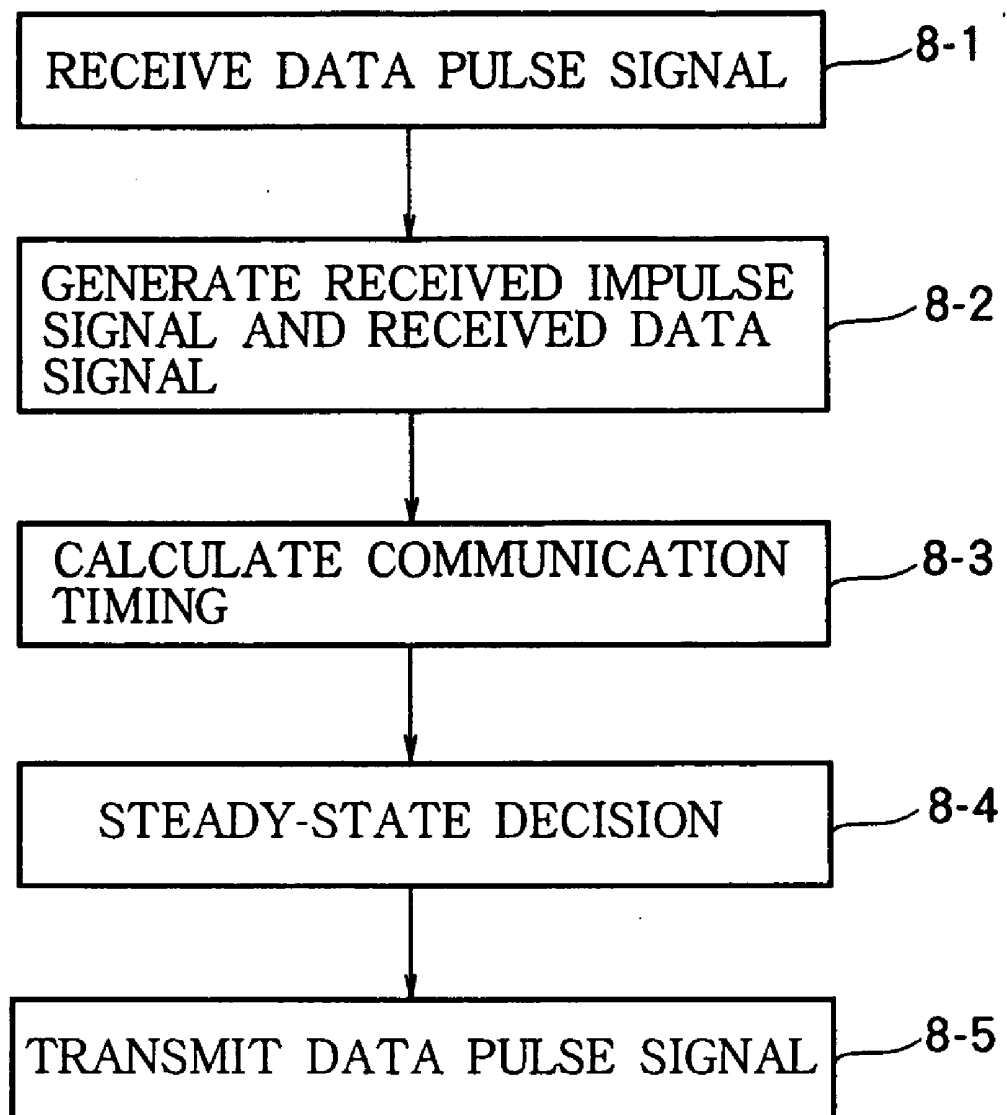 RECEIVE DATA PULSE SIGNAL
8-1
GENERATE RECEIVED IMPULSE
SIGNAL AND RECEIVED DATA
SIGNAL
8-2
CALCULATE COMMUNICATION
TIMING
8-3
STEADY-STATE DECISION
8-4
TRANSMIT DATA PULSE SIGNAL
8-5